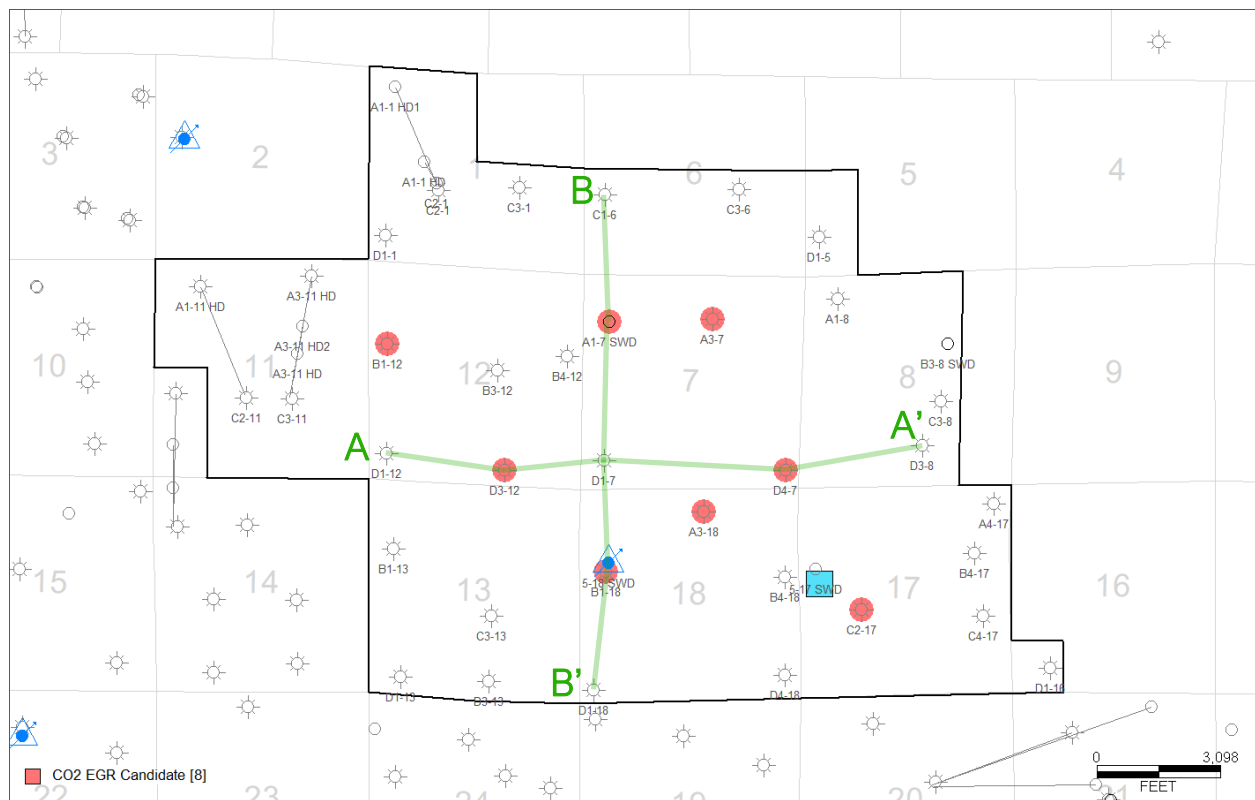 3
2
1
6
5
4
A1-1 HD1
A1-1 HD
C2-1
C2-1
C3-1
B
C1-6
C3-6
D1-1
D1-5
A1-11 HD
A3-11 HD
A3-11 HD2
A3-11 HD
C2-11
C3-11
10
11
12
7
8
9
B1-12
B3-12
B4-12
A1-7 SWD
A3-7
A1-8
B3-8 SWD
C3-8
A
A'
D1-12
D3-12
D1-7
D4-7
D3-8
A3-18
A4-17
15
14
13
18
17
16
B1-13
5-18 SWD
B1-18
B4-18
5-17 SWD
B4-17
C3-13
C2-17
C4-17
B'
D1-13
D3-13
D1-18
D4-18
D1-16
CO2 EGR Candidate [8]
22
23
24
19
20
21
0 3,098
FEET